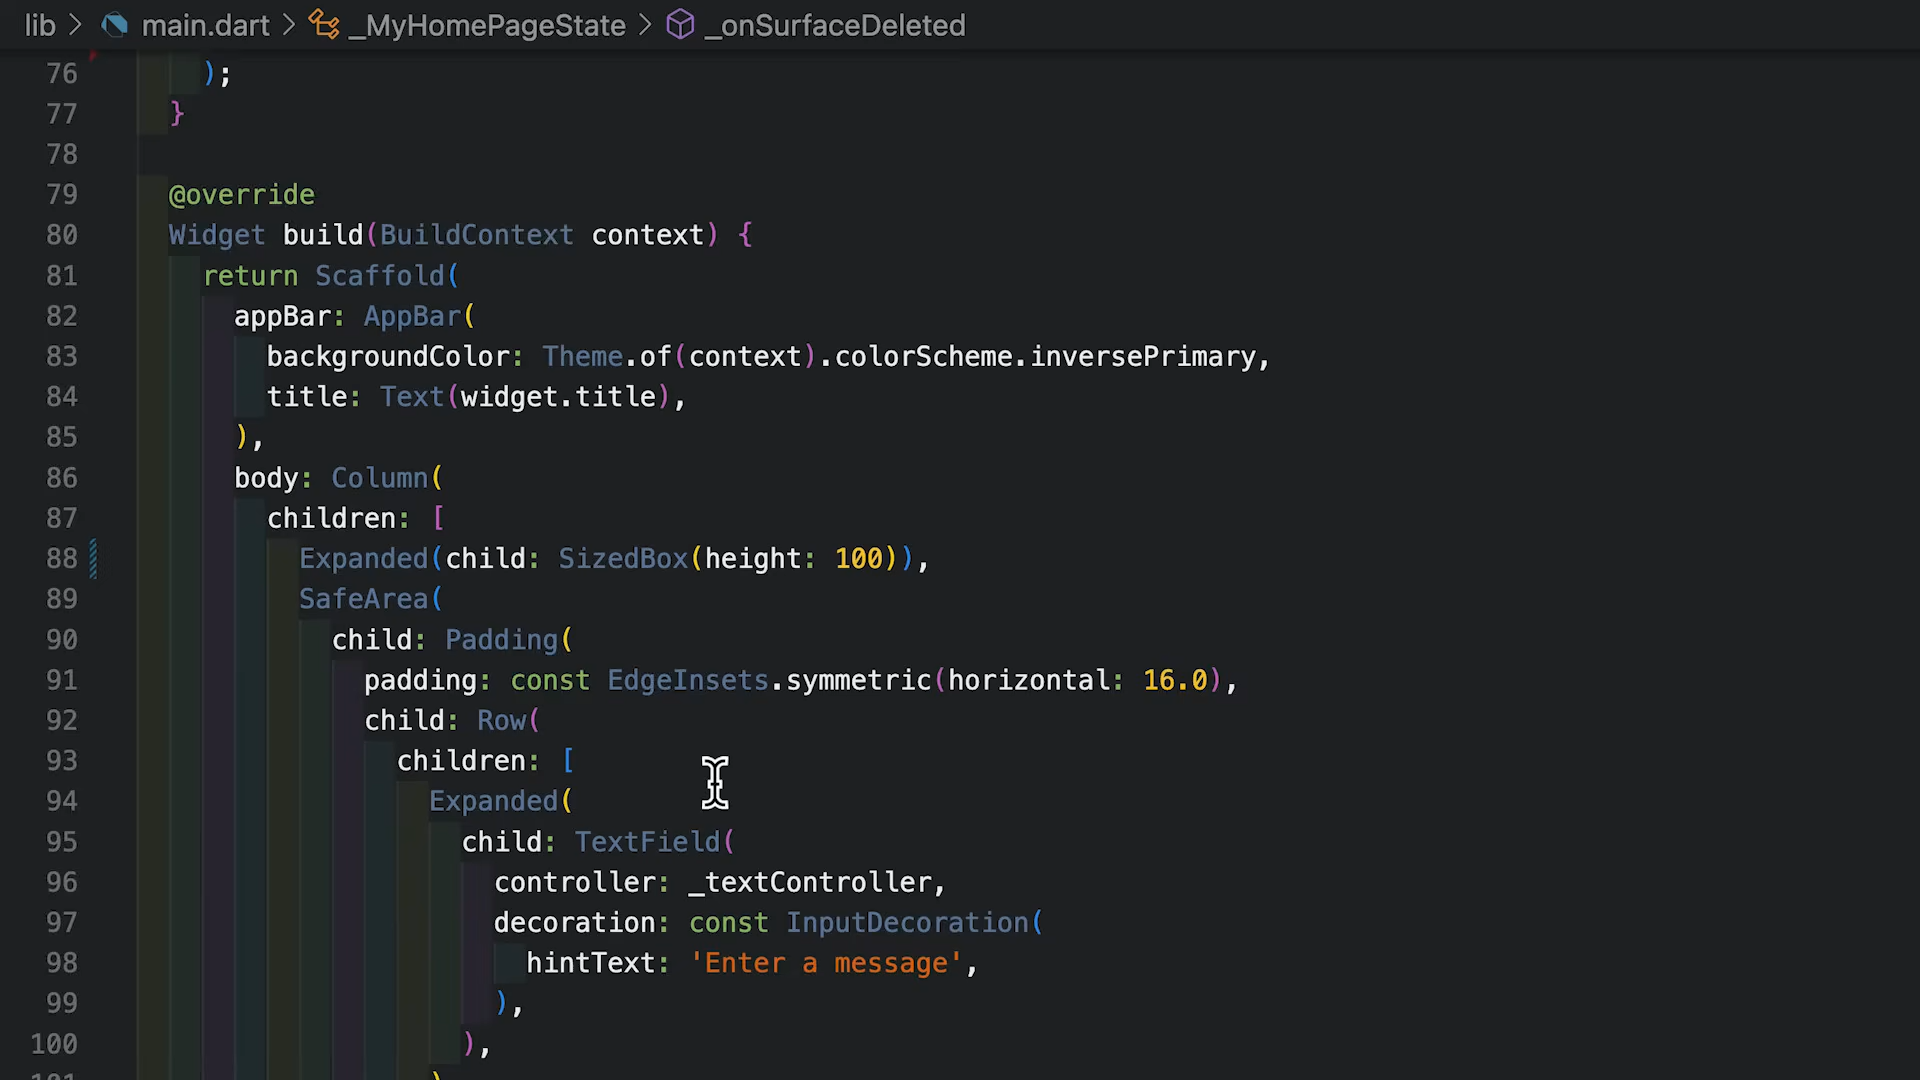 lib > main.dart > _MyHomePageState > _onSurfaceDeleted
76 );
77 }
78
79 @override
80 Widget build(BuildContext context) {
81 return Scaffold(
82 appBar: AppBar(
83 backgroundColor: Theme.of(context).colorScheme.inversePrimary,
84 title: Text(widget.title),
85 ),
86 body: Column(
87 children: [
88 Expanded(child: SizedBox(height: 100)),
89 SafeArea(
90 child: Padding(
91 padding: const EdgeInsets.symmetric(horizontal: 16.0),
92 child: Row(
93 children: [
94 Expanded(
95 child: TextField(
96 controller: _textController,
97 decoration: const InputDecoration(
98 hintText: 'Enter a message',
99 ),
100 ),